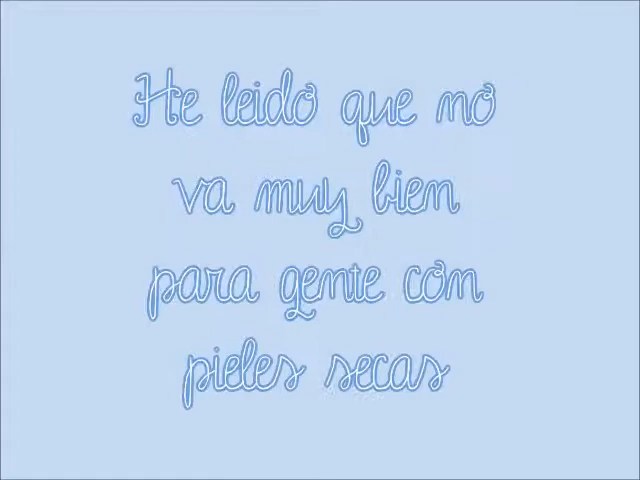 He leido que no
va muy bien
para gente con
pieles secas